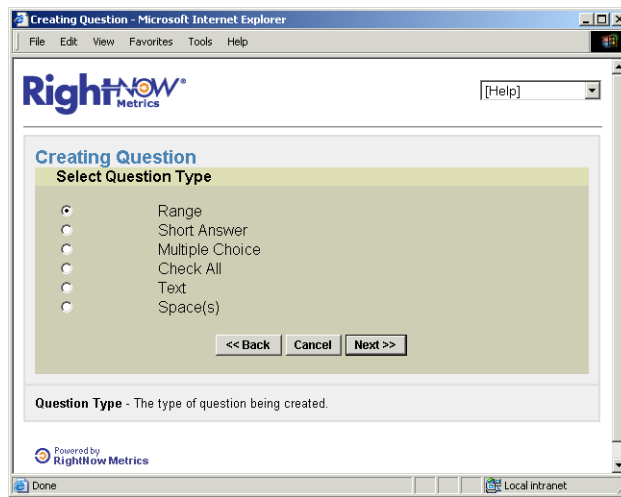 Creating Question - Microsoft Internet Explorer
File Edit View Favorites Tools Help
RightNOW®
Metrics
[Help]
Creating Question
Select Question Type
Range
Short Answer
Multiple Choice
Check All
Text
Space(s)
<< Back Cancel Next >>
Question Type - The type of question being created.
Powered by
RightNow Metrics
Done Local intranet